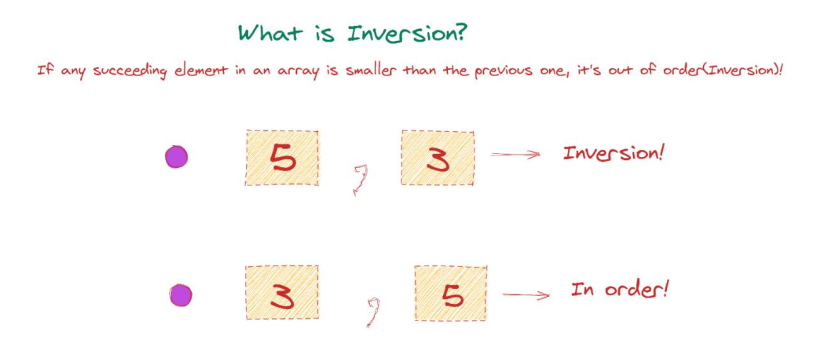 What is Inversion?
If any succeeding element in an array is smaller than the previous one, it's out of order(Inversion)!
5 , 3 → Inversion!
3 , 5 → In order!